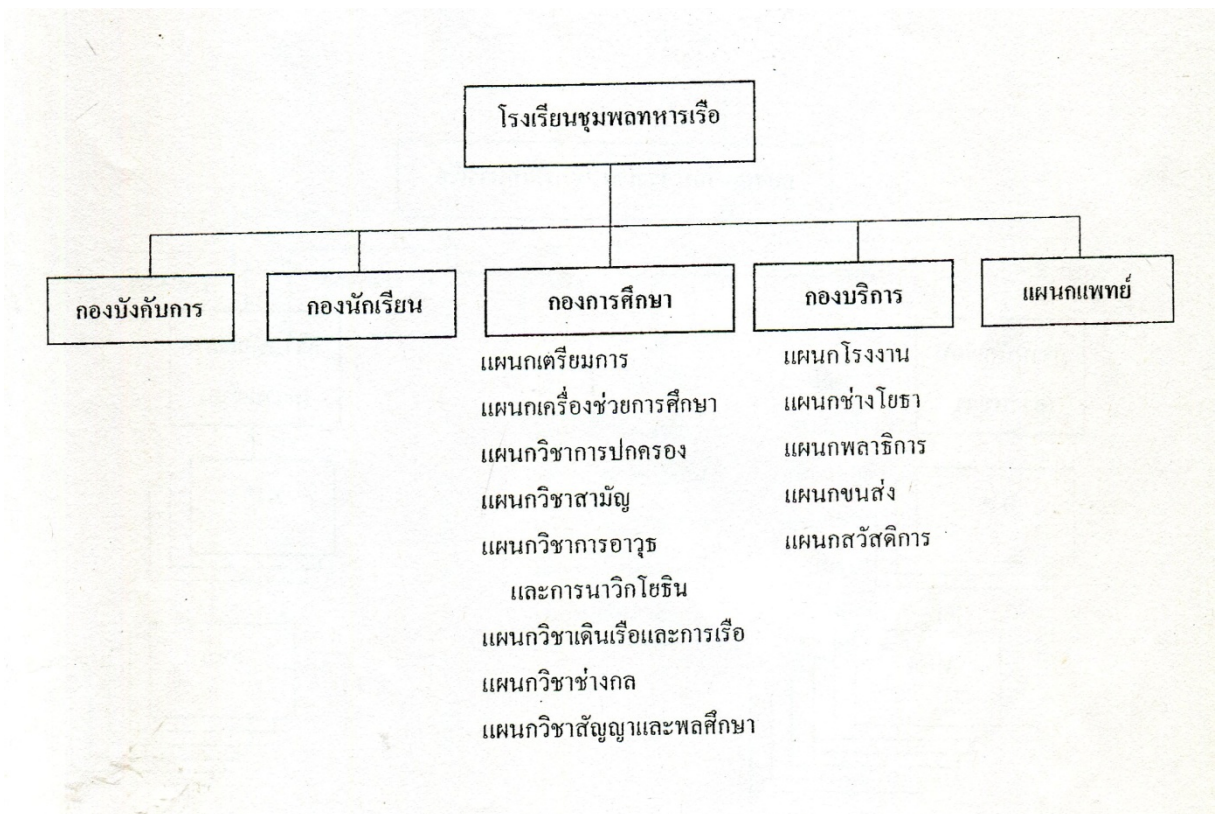 โรงเรียนชุมพลทหารเรือ
กองบังคับการ
กองนักเรียน
กองการศึกษา
กองบริการ
แผนกแพทย์
แผนกเตรียมการ
แผนกเครื่องช่วยการศึกษา
แผนกวิชาการปกครอง
แผนกวิชาสามัญ
แผนกวิชาการอาวุธ
และการนาวิกโยธิน
แผนกวิชาเดินเรือและการเรือ
แผนกวิชาช่างกล
แผนกวิชาสัญญาและพลศึกษา
แผนกโรงงาน
แผนกช่างโยธา
แผนกพลาธิการ
แผนกขนส่ง
แผนกสวัสดิการ